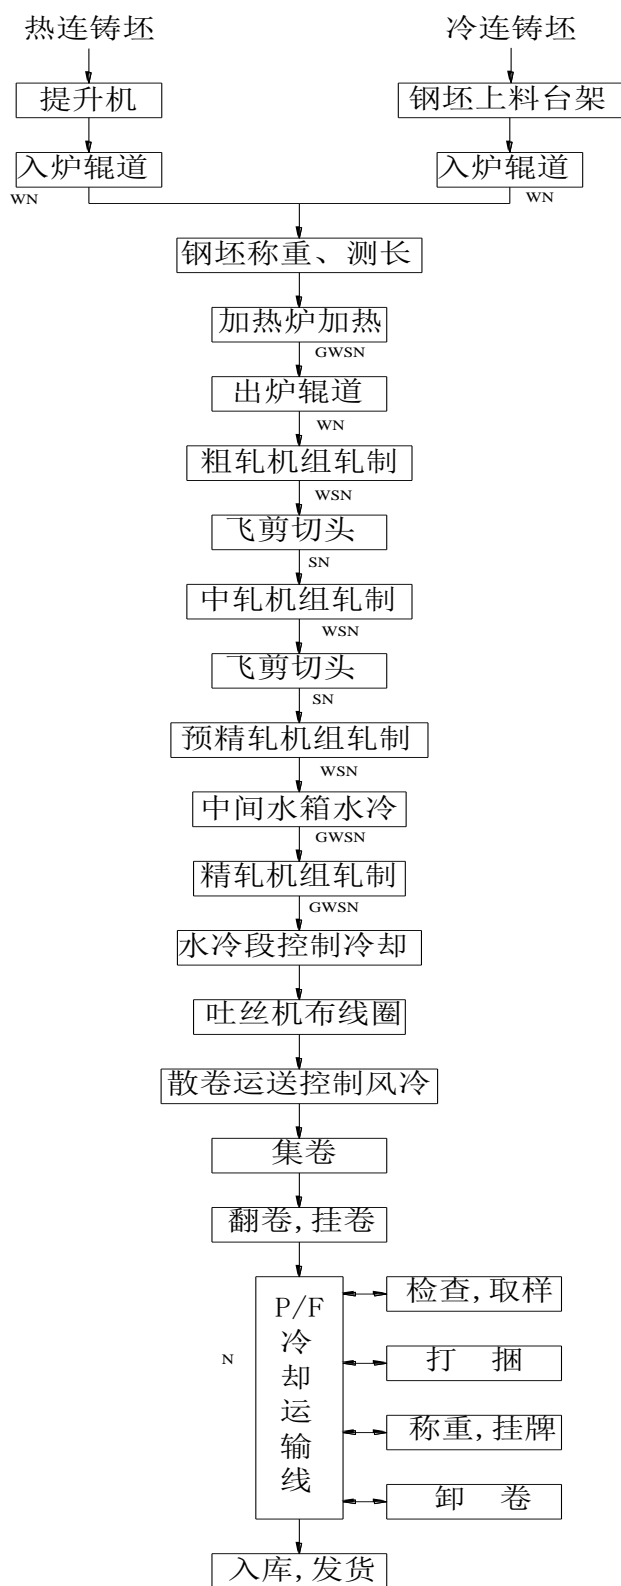 热连铸坯 冷连铸坯
提升机 钢坯上料台架
入炉辊道 入炉辊道
WN WN
钢坯称重、测长
加热炉加热
GWSN
出炉辊道
WN
粗轧机组轧制
WSN
飞剪切头
SN
中轧机组轧制
WSN
飞剪切头
SN
预精轧机组轧制
WSN
中间水箱水冷
GWSN
精轧机组轧制
GWSN
水冷段控制冷却
吐丝机布线圈
散卷运送控制风冷
集卷
翻卷,挂卷
P/F
冷
却
运
输
线
N
检查,取样
打 捆
称重,挂牌
卸 卷
入库,发货